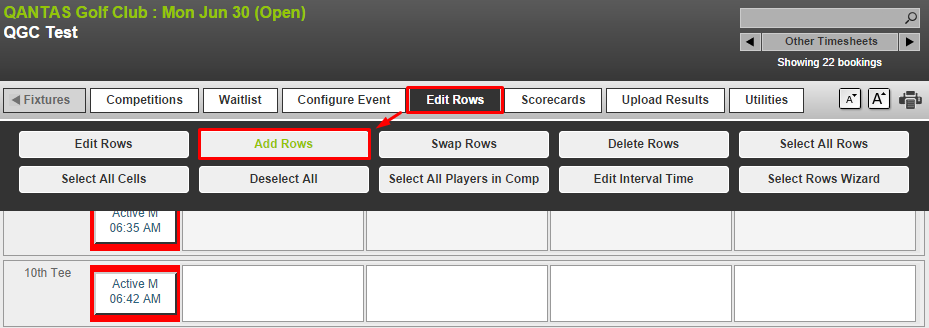 QANTAS Golf Club : Mon Jun 30 (Open)
QGC Test
Other Timesheets
Showing 22 bookings
Fixtures
Competitions
Waitlist
Configure Event
Edit Rows
Scorecards
Upload Results
Utilities
A
A
Edit Rows
Add Rows
Swap Rows
Delete Rows
Select All Rows
Select All Cells
Deselect All
Select All Players in Comp
Edit Interval Time
Select Rows Wizard
Active M
06:35 AM
10th Tee
Active M
06:42 AM